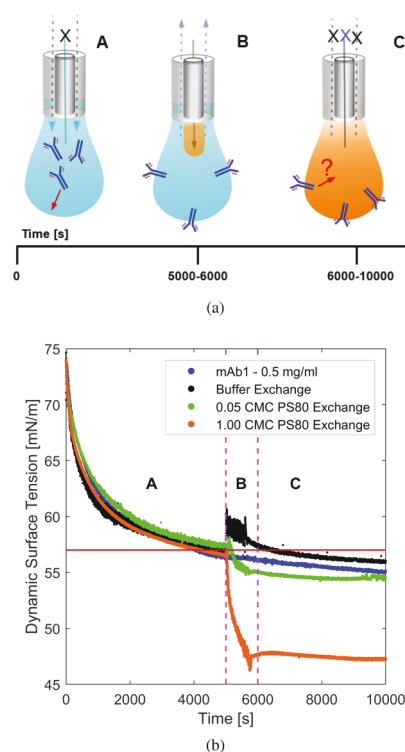 A
B
C
X
X X X
?
Time [s]
0
5000-6000
6000-10000
(a)
75
70
65
60
55
50
45
Dynamic Surface Tension [mN/m]
mAb1 - 0.5 mg/ml
Buffer Exchange
0.05 CMC PS80 Exchange
1.00 CMC PS80 Exchange
A
B
C
0
2000
4000
6000
8000
10000
Time [s]
(b)